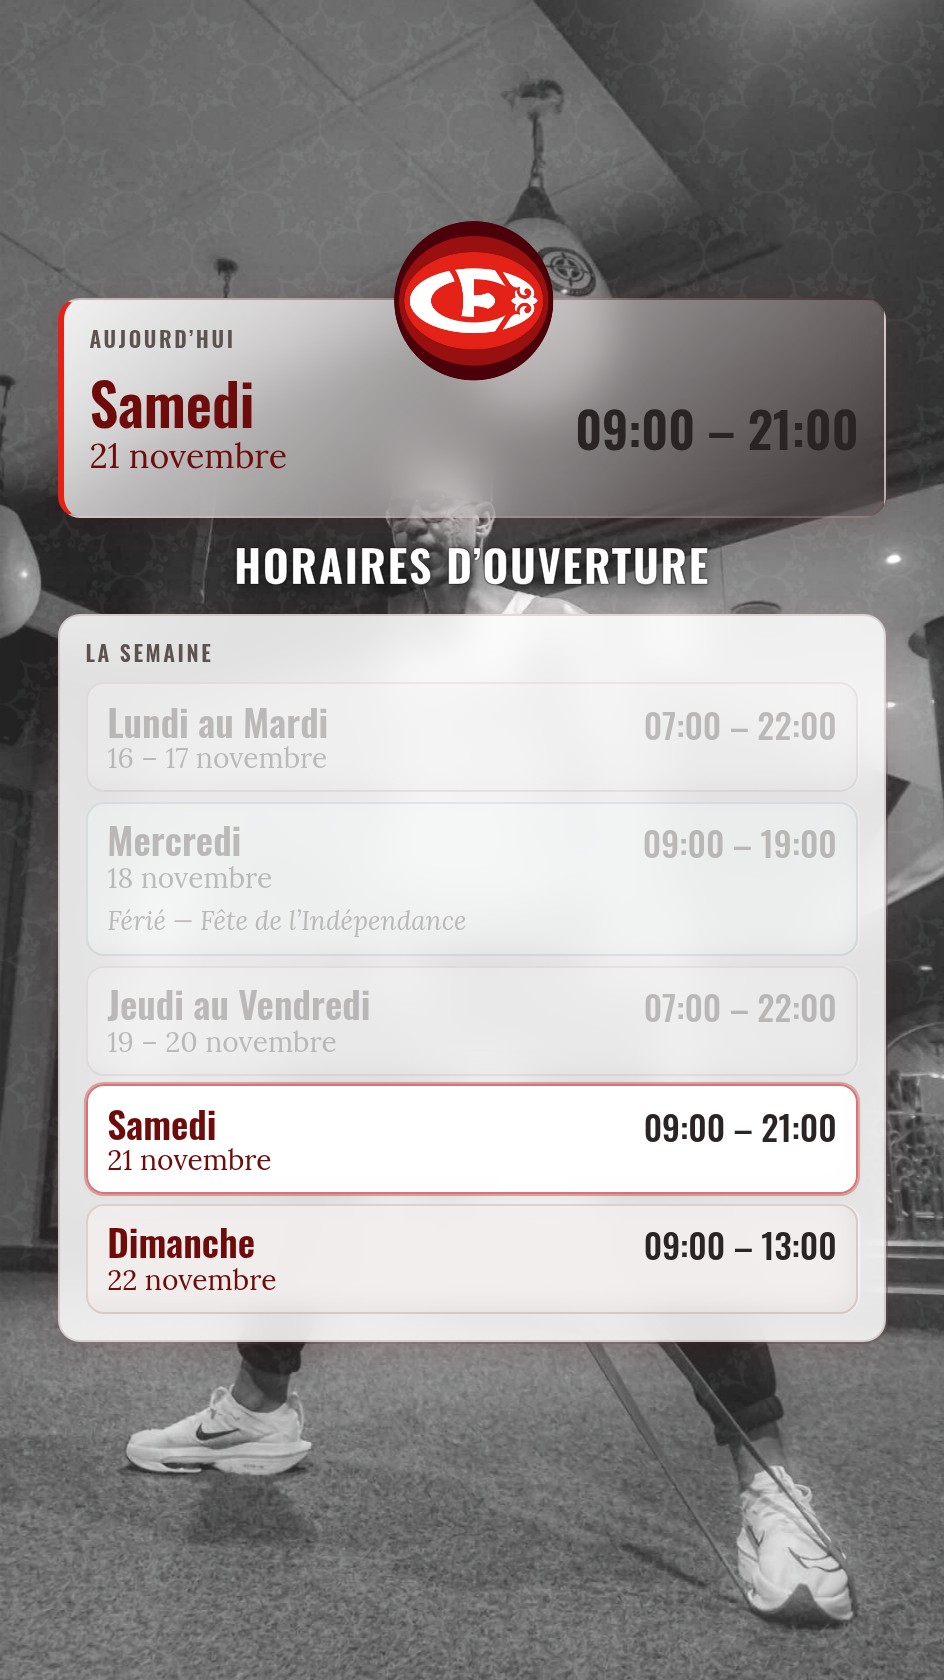 AUJOURD’HUI
Samedi
21 novembre
09:00 – 21:00
HORAIRES D’OUVERTURE
LA SEMAINE
Lundi au Mardi
07:00 – 22:00
16 – 17 novembre
Mercredi
09:00 – 19:00
18 novembre
Férié — Fête de l’Indépendance
Jeudi au Vendredi
07:00 – 22:00
19 – 20 novembre
Samedi
09:00 – 21:00
21 novembre
Dimanche
09:00 – 13:00
22 novembre